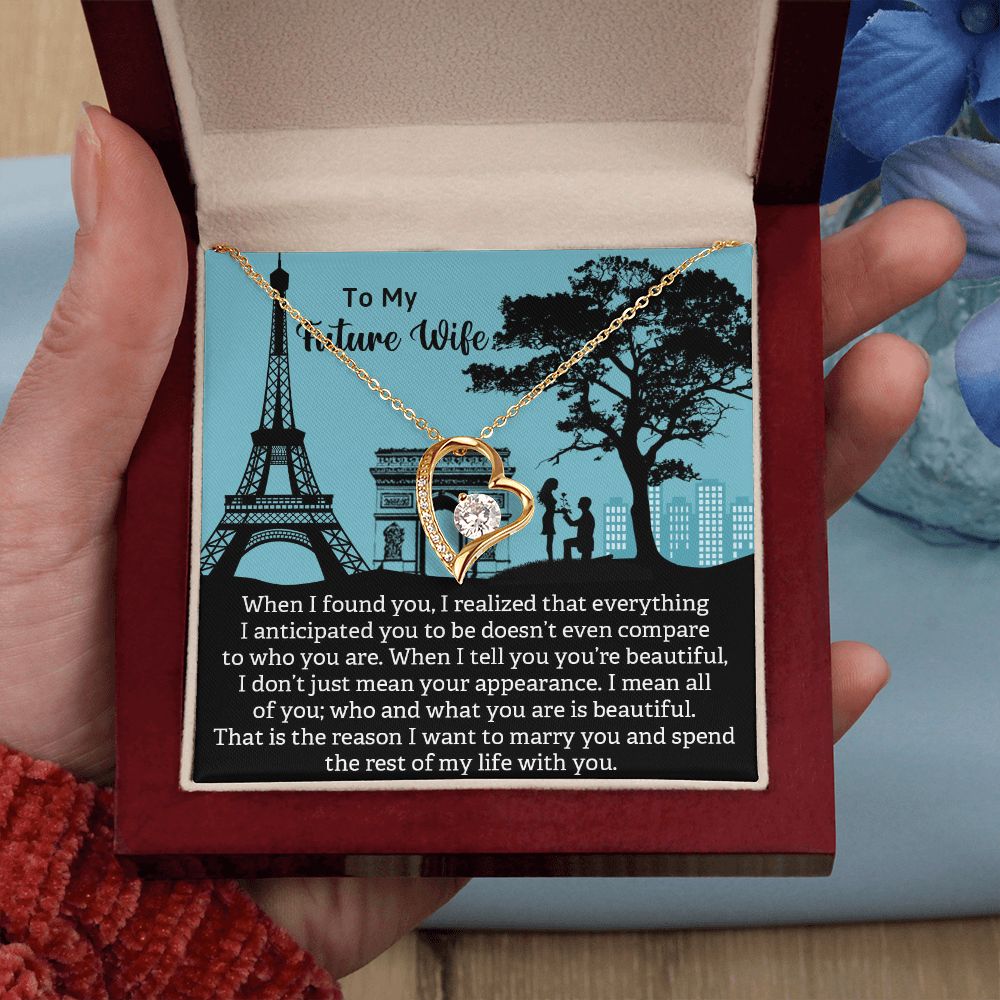 To My
Future Wife
When I found you, I realized that everything
I anticipated you to be doesn't even compare
to who you are. When I tell you you're beautiful,
I don't just mean your appearance. I mean all
of you; who and what you are is beautiful.
That is the reason I want to marry you and spend
the rest of my life with you.